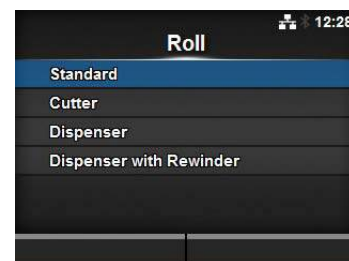 12:28
Roll
Standard
Cutter
Dispenser
Dispenser with Rewinder